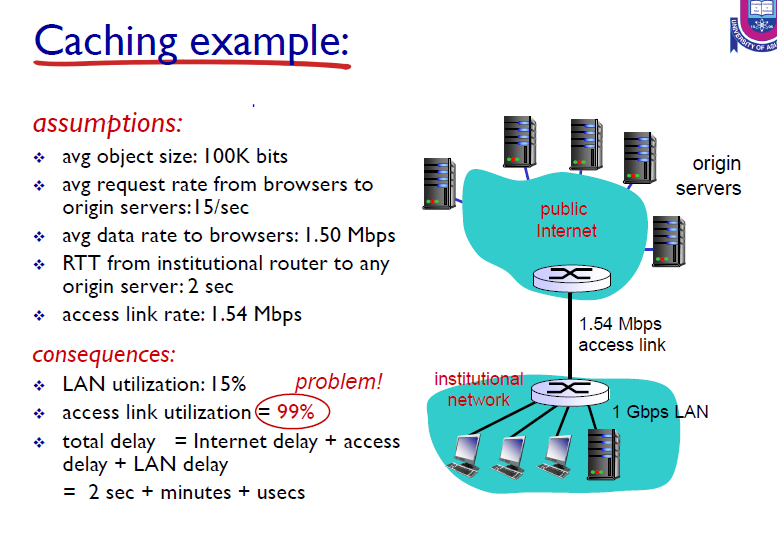 Caching example:
assumptions:
avg object size: 100K bits
avg request rate from browsers to
origin servers:15/sec
avg data rate to browsers: 1.50 Mbps
RTT from institutional router to any
origin server: 2 sec
access link rate: 1.54 Mbps
consequences:
LAN utilization: 15%
problem!
access link utilization = 99%
total delay = Internet delay + access
delay + LAN delay
= 2 sec + minutes + usecs
origin
servers
public
Internet
1.54 Mbps
access link
institutional
network
1 Gbps LAN